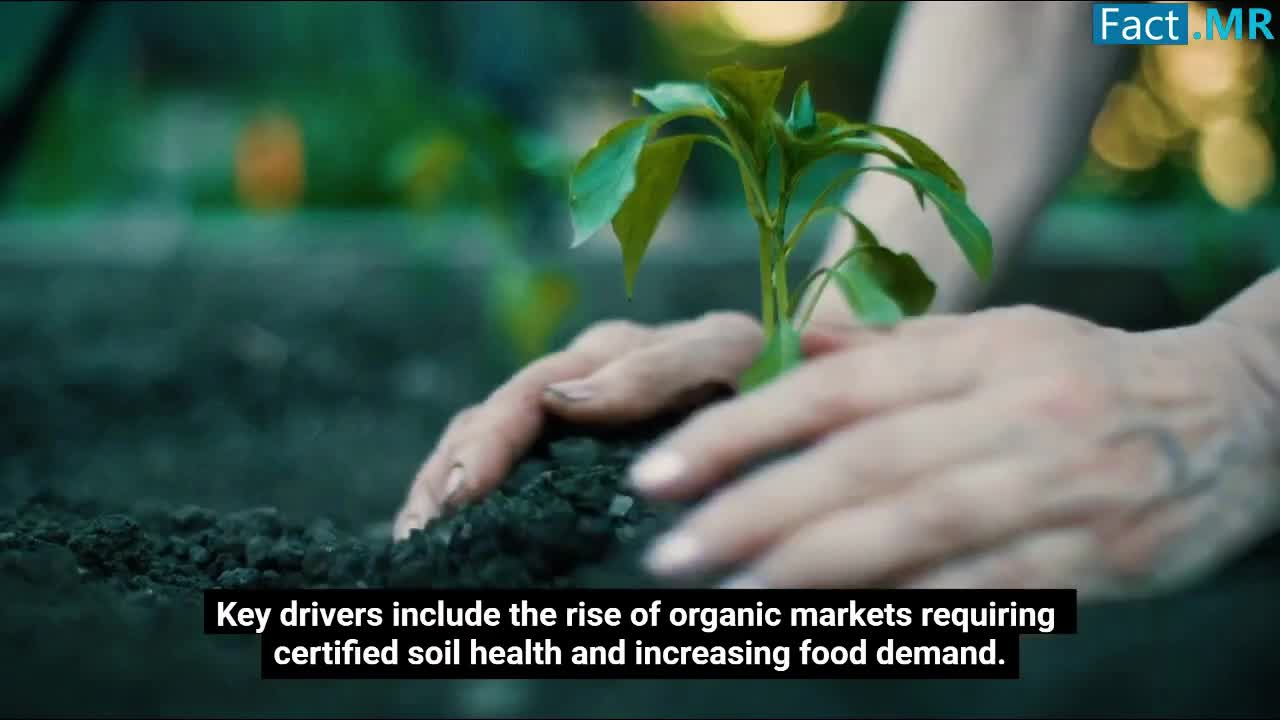 Fact.MR
Key drivers include the rise of organic markets requiring
certified soil health and increasing food demand.